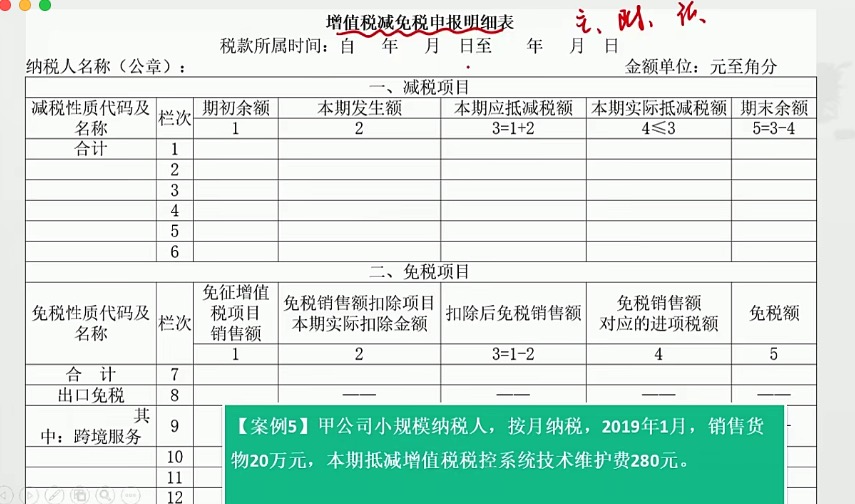 增值税减免税申报明细表
主、附、
税款所属时间：自 年 月 日至 年 月 日
纳税人名称（公章）： 金额单位：元至角分
一、减税项目
减税性质代码及名称 栏次 期初余额 本期发生额 本期应抵减税额 本期实际抵减税额 期末余额
1 2 3=1+2 4≤3 5=3-4
合计 1
2
3
4
5
6
二、免税项目
免税性质代码及名称 栏次 免征增值税项目销售额 免税销售额扣除项目本期实际扣除金额 扣除后免税销售额 免税销售额对应的进项税额 免税额
1 2 3=1-2 4 5
合 计 7
出口免税 8 —— —— —— ——
其中：跨境服务 9
10
11
12
【案例5】甲公司小规模纳税人，按月纳税，2019年1月，销售货
物20万元，本期抵减增值税税控系统技术维护费280元。